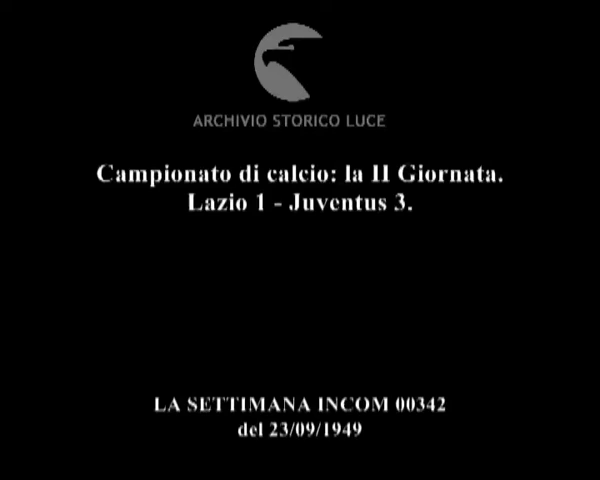 ARCHIVIO STORICO LUCE
Campionato di calcio: la II Giornata.
Lazio 1 - Juventus 3.
LA SETTIMANA INCOM 00342
del 23/09/1949